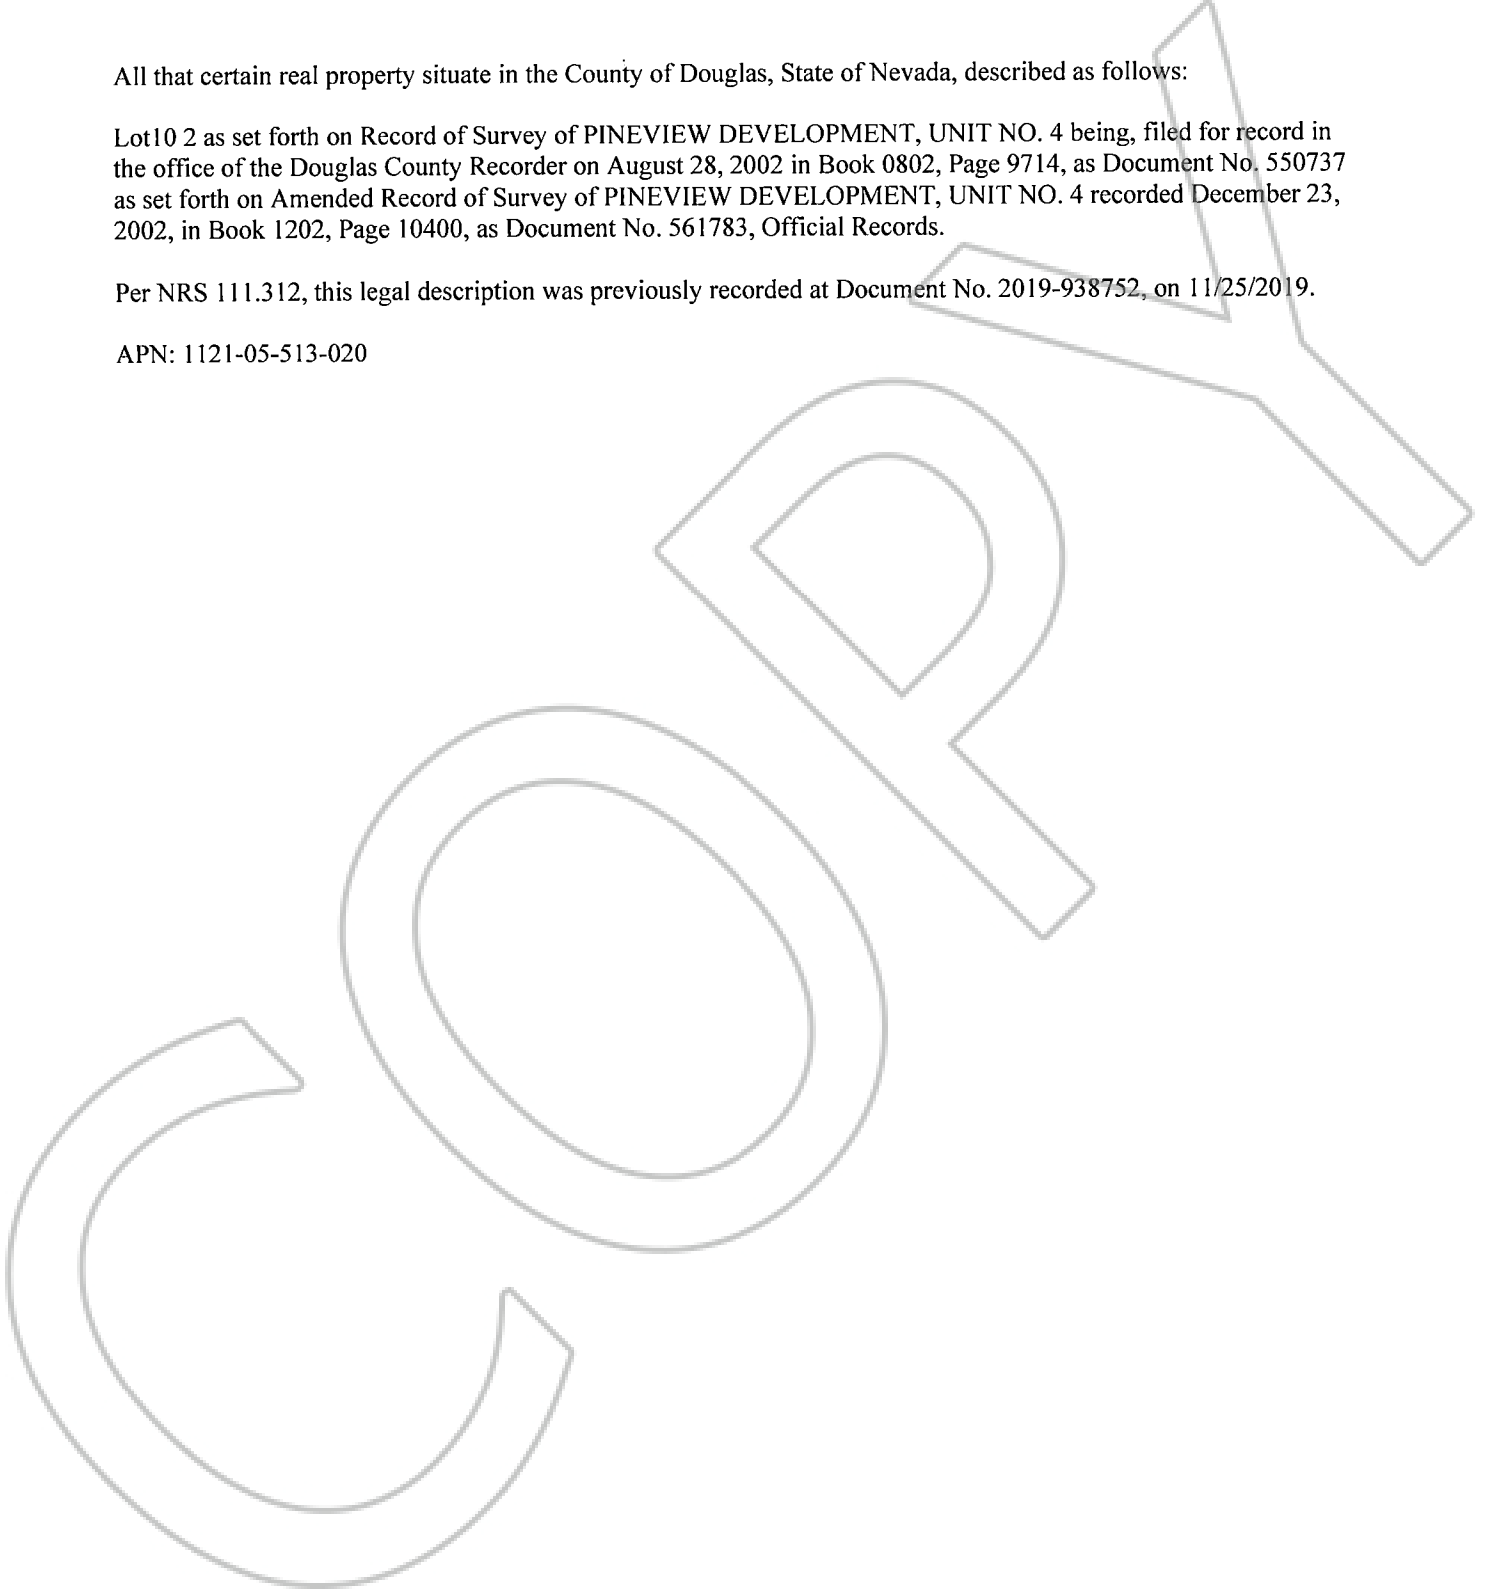 All that certain real property situate in the County of Douglas, State of Nevada, described as follows:
Lot10 2 as set forth on Record of Survey of PINEVIEW DEVELOPMENT, UNIT NO. 4 being, filed for record in
the office of the Douglas County Recorder on August 28, 2002 in Book 0802, Page 9714, as Document No. 550737
as set forth on Amended Record of Survey of PINEVIEW DEVELOPMENT, UNIT NO. 4 recorded December 23,
2002, in Book 1202, Page 10400, as Document No. 561783, Official Records.
Per NRS 111.312, this legal description was previously recorded at Document No. 2019-938752, on 11/25/2019.
APN: 1121-05-513-020
COPY